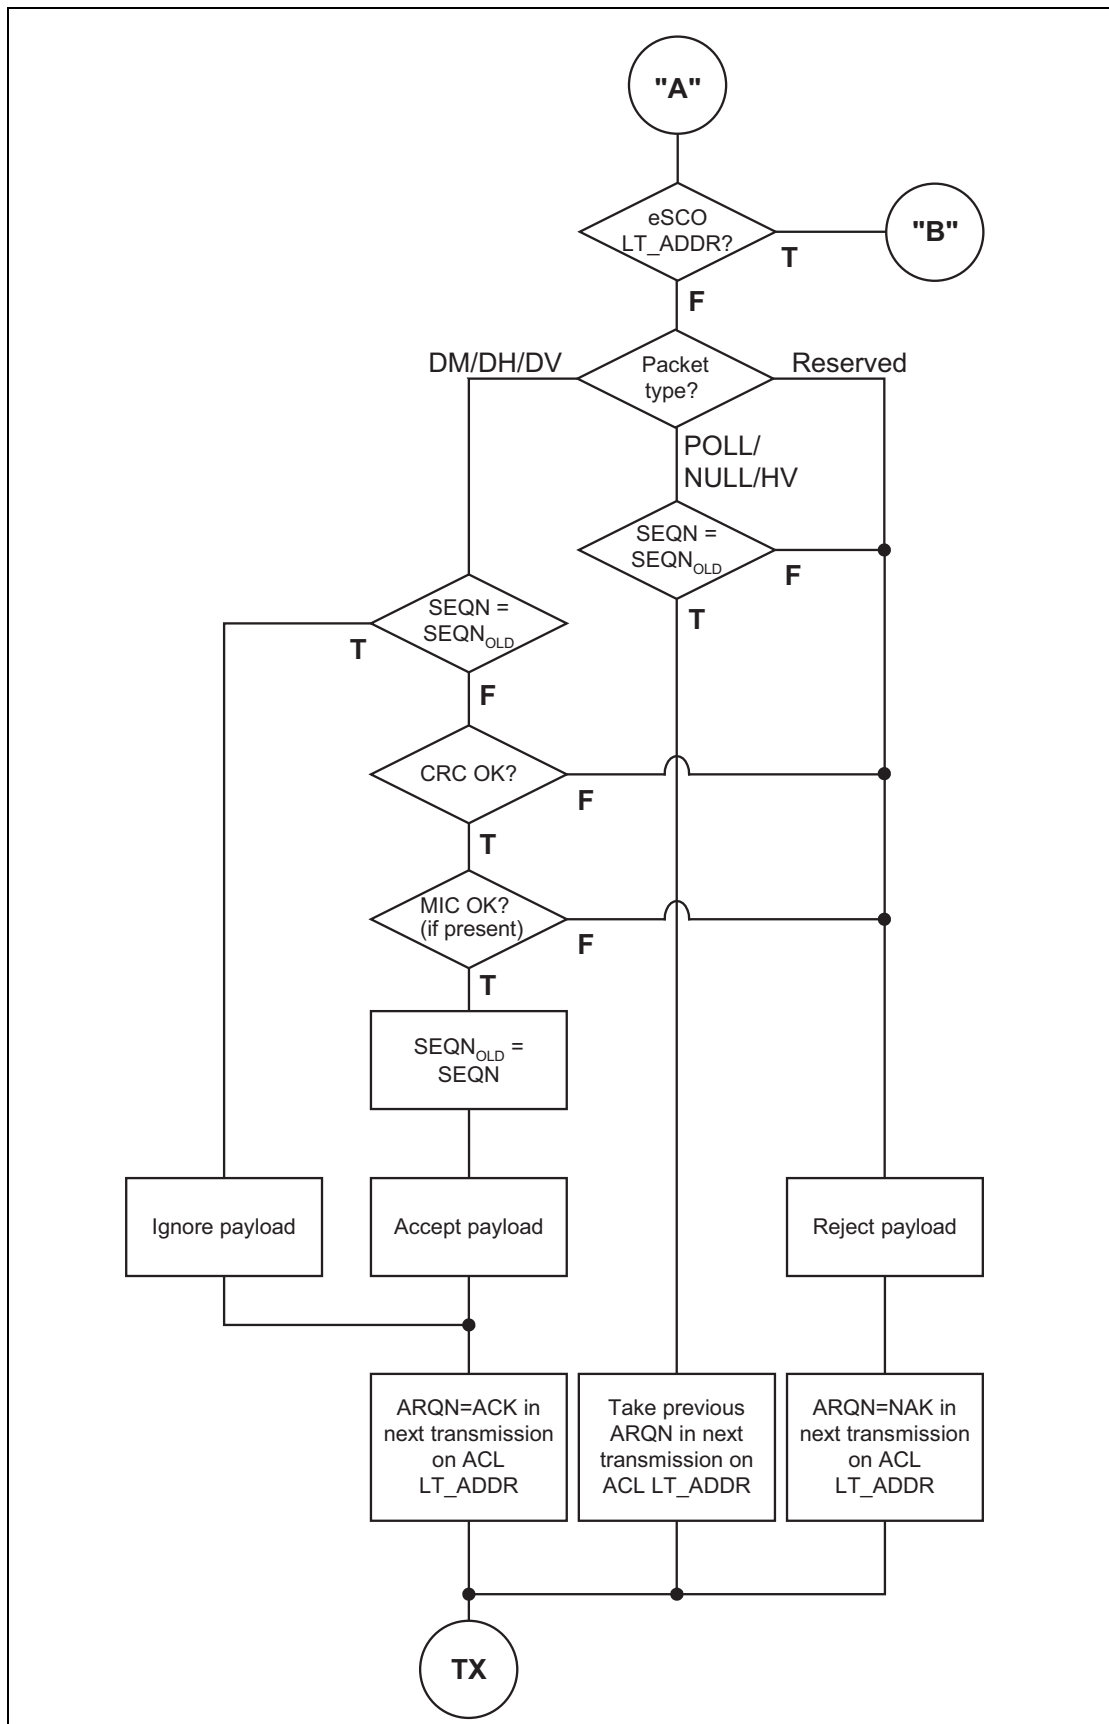 "A"
eSCO
LT_ADDR?
"B"
T
F
DM/DH/DV
Packet
type?
Reserved
POLL/
NULL/HV
SEQN =
SEQNOLD
F
T
SEQN =
SEQNOLD
T
F
CRC OK?
F
T
MIC OK?
(if present)
F
T
SEQNOLD =
SEQN
Ignore payload
Accept payload
Reject payload
ARQN=ACK in
next transmission
on ACL
LT_ADDR
Take previous
ARQN in next
transmission on
ACL LT_ADDR
ARQN=NAK in
next transmission
on ACL
LT_ADDR
TX